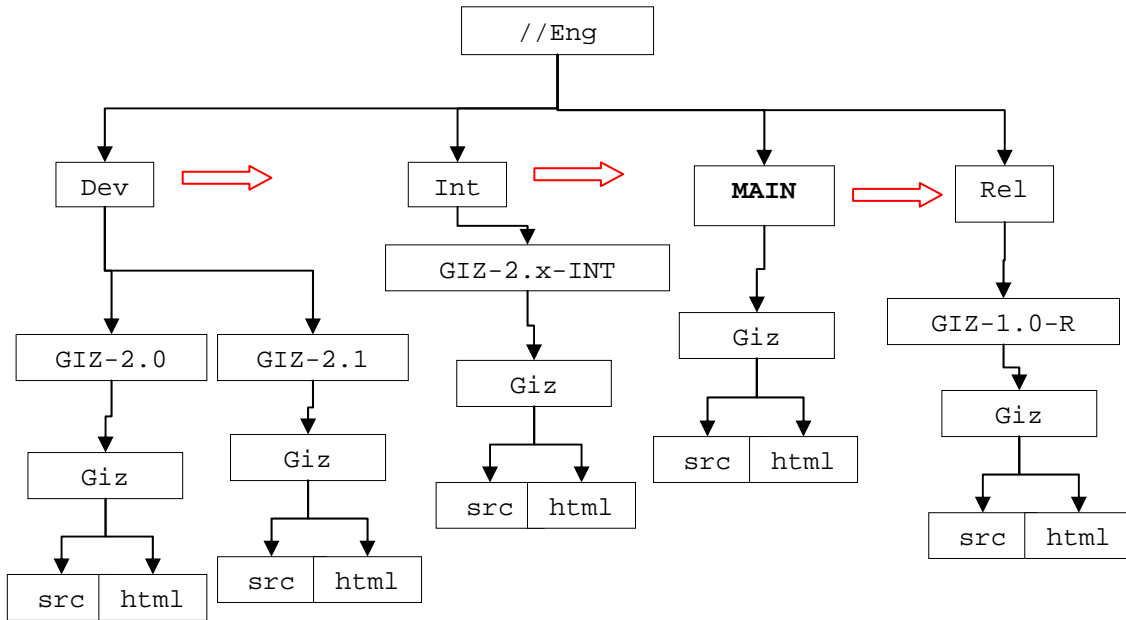 //Eng
Dev
Int
MAIN
Rel
GIZ-2.x-INT
GIZ-1.0-R
GIZ-2.0
GIZ-2.1
Giz
Giz
Giz
Giz
Giz
src
html
src
html
src
html
src
html
src
html